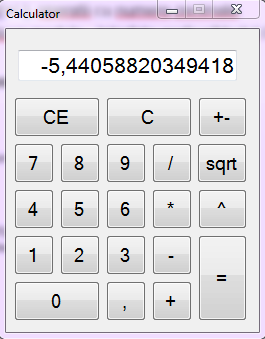 Calculator
-5,44058820349418
CE C +-
7 8 9 / sqrt
4 5 6 * ^
1 2 3 - =
0 , +